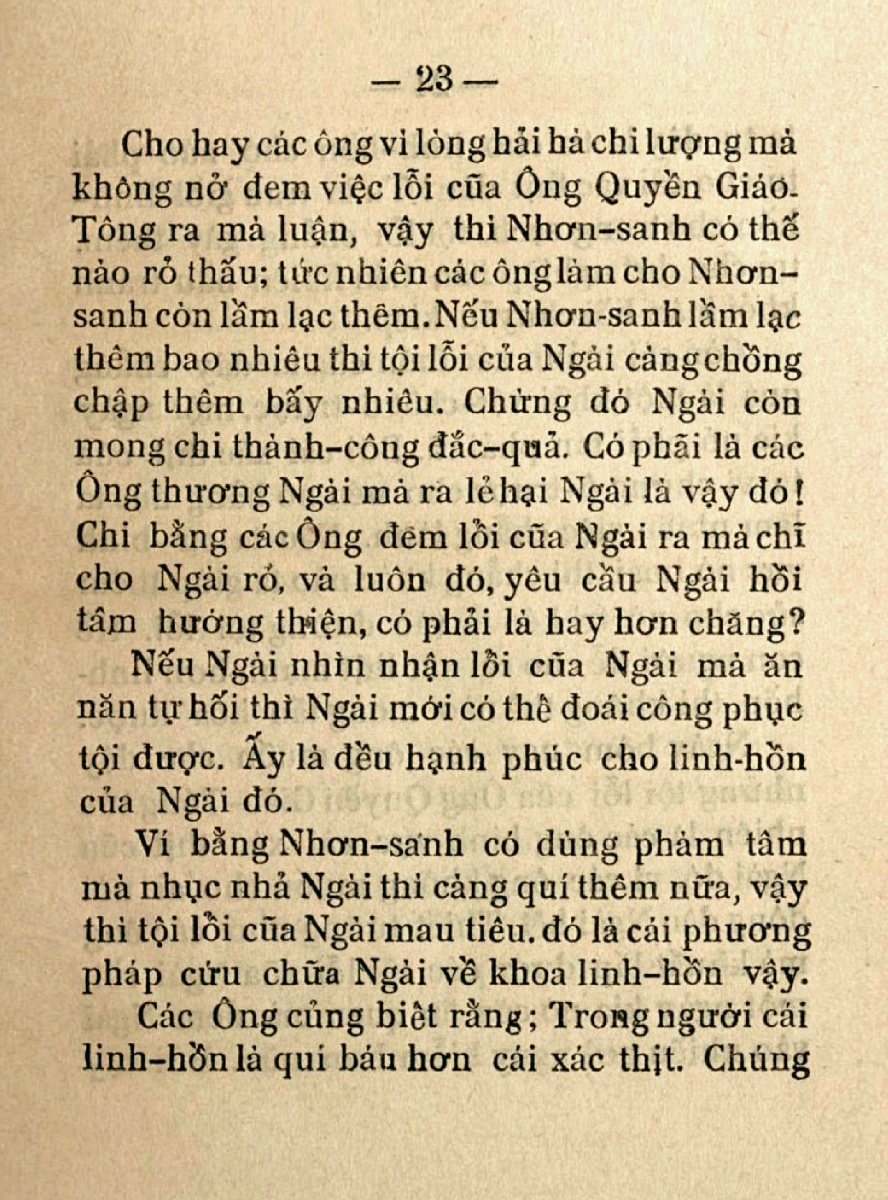 — 23 —
Cho hay các ông vì lòng hải hà chi lượng mà
không nở đem việc lỗi cũa Ông Quyền Giáo-
Tông ra mà luận, vậy thì Nhơn-sanh có thế
nào rỏ thấu; tức nhiên các ông làm cho Nhơn-
sanh còn lầm lạc thêm. Nếu Nhơn-sanh lầm lạc
thêm bao nhiêu thì tội lỗi của Ngài càng chồng
chập thêm bấy nhiêu. Chừng đó Ngài còn
mong chi thành-công đắc-quả. Có phãi là các
Ông thương Ngài mà ra lẻ hại Ngài là vậy đó!
Chi bằng các Ông đem lồi cũa Ngài ra mà chĩ
cho Ngài rỏ, và luôn đó, yêu cầu Ngài hồi
tâm hướng thiện, có phải là hay hơn chăng?
Nếu Ngài nhìn nhận lồi cũa Ngài mà ăn
năn tự hối thì Ngài mới có thề đoái công phục
tội được. Ấy là đều hạnh phúc cho linh-hồn
của Ngài đó.
Ví bằng Nhơn-sanh có dùng phàm tâm
mà nhục nhả Ngài thì càng quí thêm nữa, vậy
thì tội lồi cũa Ngài mau tiêu. đó là cái phương
pháp cứu chữa Ngài về khoa linh-hồn vậy.
Các Ông củng biết rằng; Trong người cái
linh-hồn là quí báu hơn cái xác thịt. Chúng